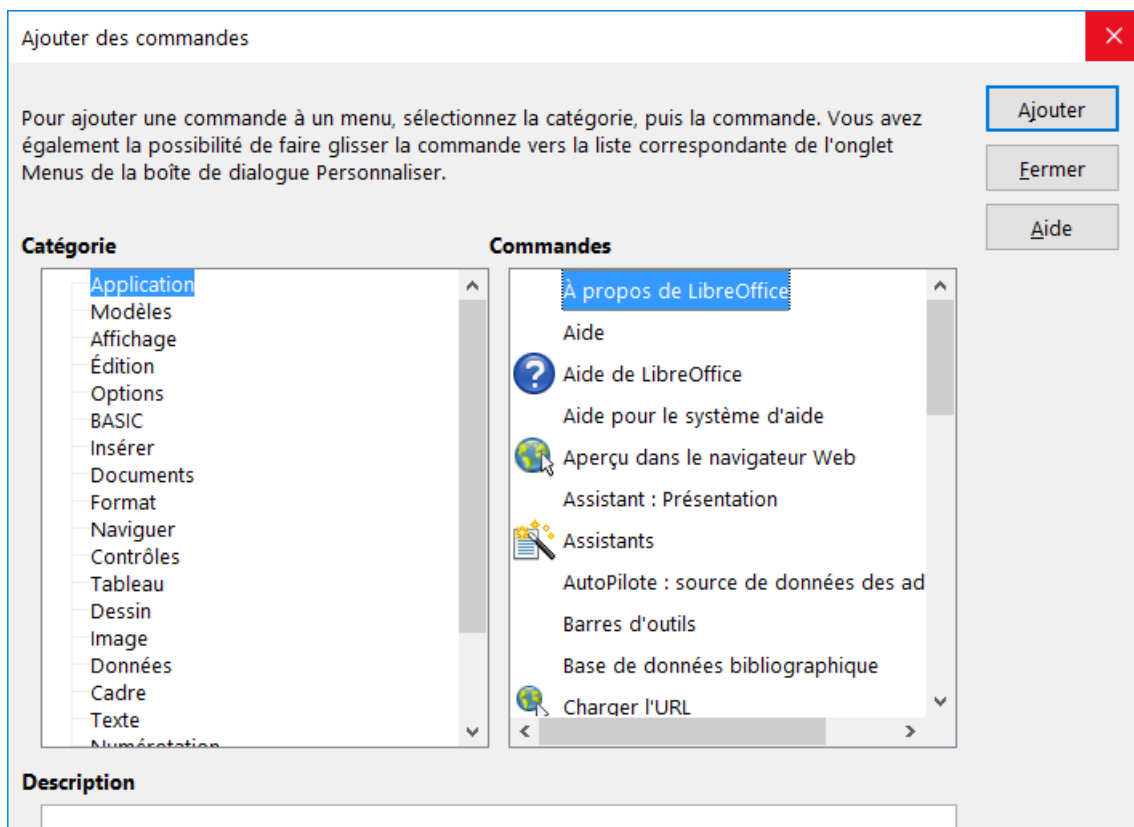 Ajouter des commandes
Pour ajouter une commande à un menu, sélectionnez la catégorie, puis la commande. Vous avez
également la possibilité de faire glisser la commande vers la liste correspondante de l'onglet
Menus de la boîte de dialogue Personnaliser.
Ajouter
Fermer
Aide
Catégorie
Application
Modèles
Affichage
Édition
Options
BASIC
Insérer
Documents
Format
Naviguer
Contrôles
Tableau
Dessin
Image
Données
Cadre
Texte
Numérotation
Commandes
À propos de LibreOffice
Aide
Aide de LibreOffice
Aide pour le système d'aide
Aperçu dans le navigateur Web
Assistant : Présentation
Assistants
AutoPilote : source de données des ad
Barres d'outils
Base de données bibliographique
Charger l'URL
Description